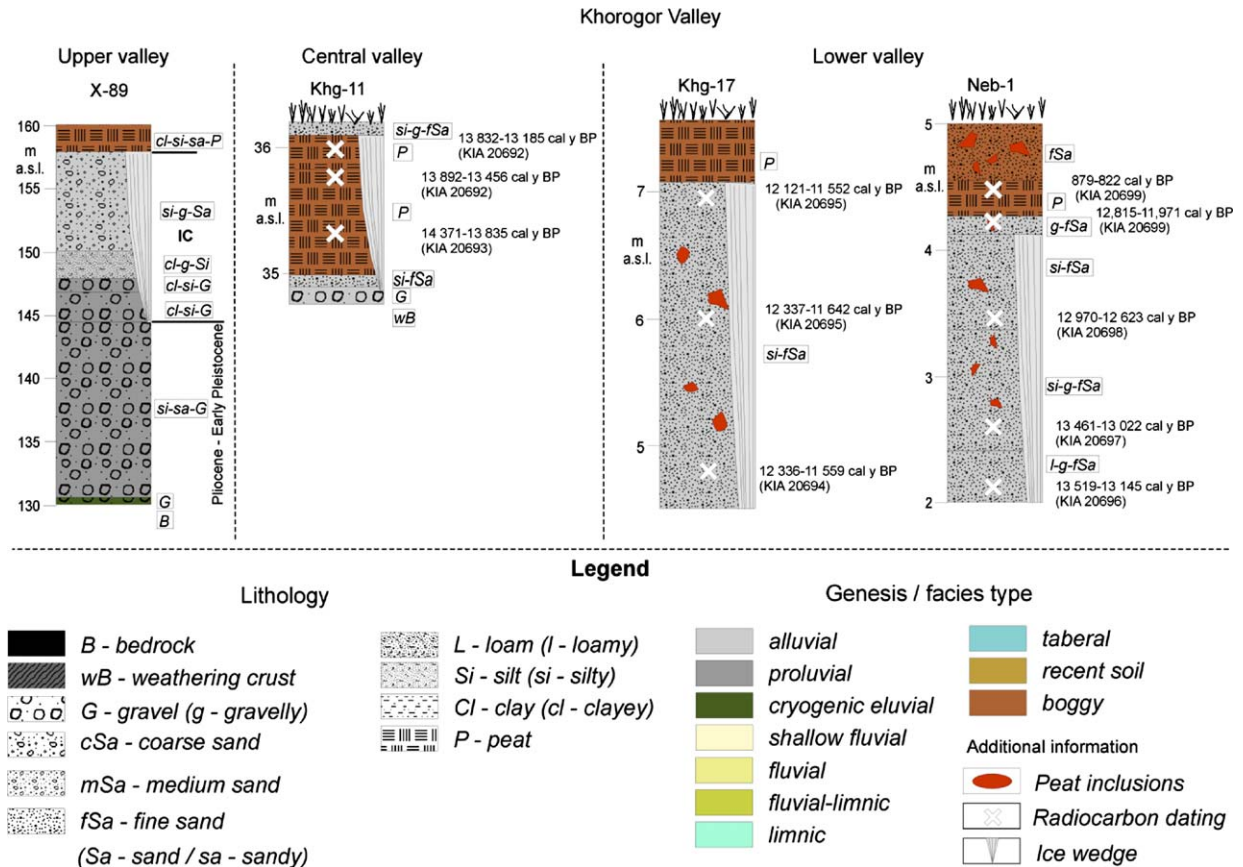 Khorogor Valley
Upper valley
Central valley
Lower valley
X-89
160
m
a.s.l.
155
150
145
140
135
130
cl-si-sa-P
si-g-Sa
IC
cl-g-Si
cl-si-G
cl-si-G
si-sa-G
G
B
Pliocene - Early Pleistocene
Khg-11
36
m
a.s.l.
35
si-g-fSa
P
P
si-fSa
G
wB
13 832-13 185 cal y BP
(KIA 20692)
13 892-13 456 cal y BP
(KIA 20692)
14 371-13 835 cal y BP
(KIA 20693)
Khg-17
7
m
a.s.l.
6
5
P
si-fSa
12 121-11 552 cal y BP
(KIA 20695)
12 337-11 642 cal y BP
(KIA 20695)
12 336-11 559 cal y BP
(KIA 20694)
Neb-1
5
m
a.s.l.
4
3
2
fSa
P
g-fSa
si-fSa
si-g-fSa
l-g-fSa
879-822 cal y BP
(KIA 20699)
12,815-11,971 cal y BP
(KIA 20699)
12 970-12 623 cal y BP
(KIA 20698)
13 461-13 022 cal y BP
(KIA 20697)
13 519-13 145 cal y BP
(KIA 20696)
Legend
Lithology
B - bedrock
wB - weathering crust
G - gravel (g - gravelly)
cSa - coarse sand
mSa - medium sand
fSa - fine sand
(Sa - sand / sa - sandy)
L - loam (l - loamy)
Si - silt (si - silty)
Cl - clay (cl - clayey)
P - peat
Genesis / facies type
alluvial
proluvial
cryogenic eluvial
shallow fluvial
fluvial
fluvial-limnic
limnic
taberal
recent soil
boggy
Additional information
Peat inclusions
Radiocarbon dating
Ice wedge